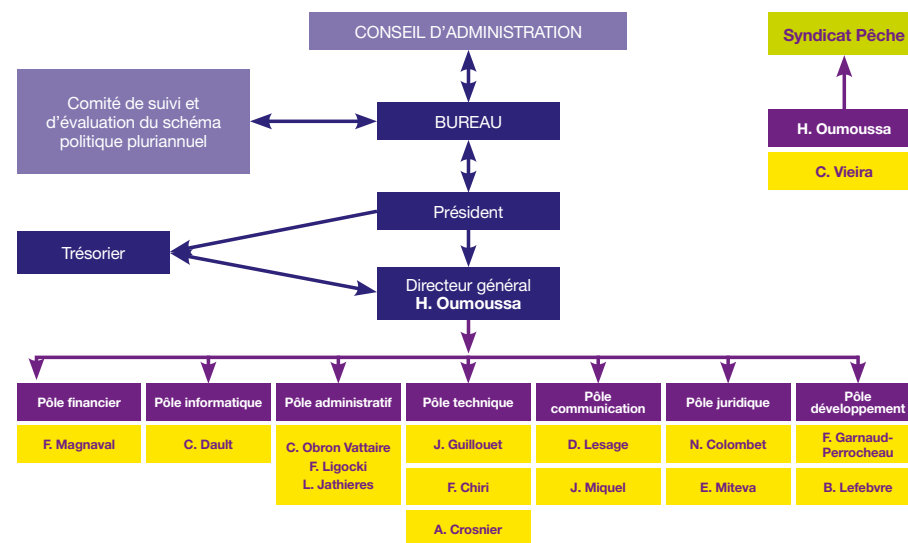 CONSEIL D'ADMINISTRATION
Syndicat Pêche
Comité de suivi et
d'évaluation du schéma
politique pluriannuel
BUREAU
H. Oumoussa
C. Vieira
Président
Trésorier
Directeur général
H. Oumoussa
Pôle financier
Pôle informatique
Pôle administratif
Pôle technique
Pôle
communication
Pôle juridique
Pôle
développement
F. Magnaval
C. Dault
C. Obron Vattaire
F. Ligocki
L. Jathieres
J. Guillouet
F. Chiri
A. Crosnier
D. Lesage
J. Miquel
N. Colombet
E. Miteva
F. Garnaud-
Perrocheau
B. Lefebvre